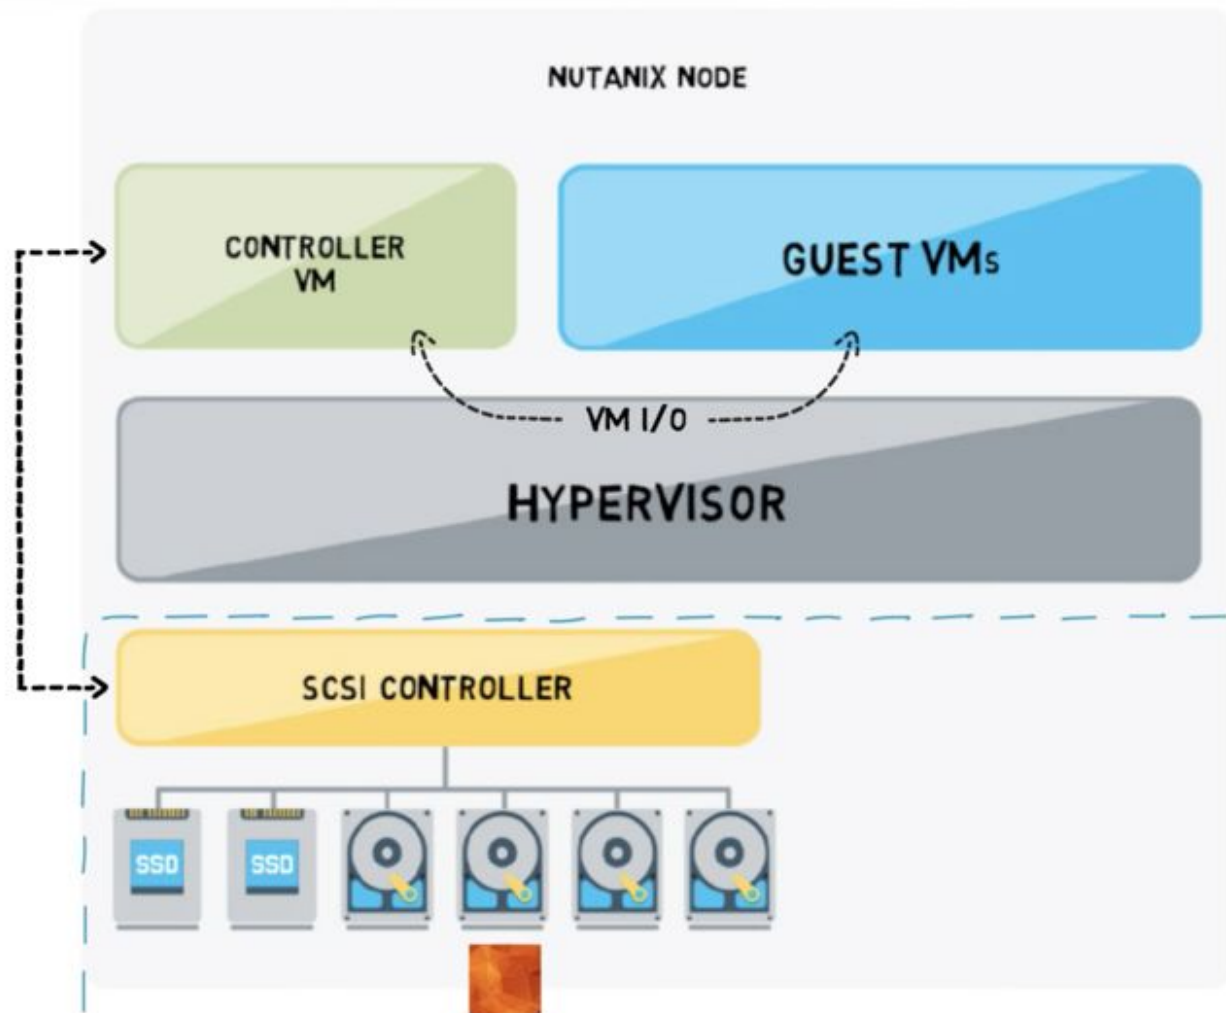 NUTANIX NODE
CONTROLLER
VM
GUEST VMs
VM I/O
HYPERVISOR
SCSI CONTROLLER
SSD
SSD